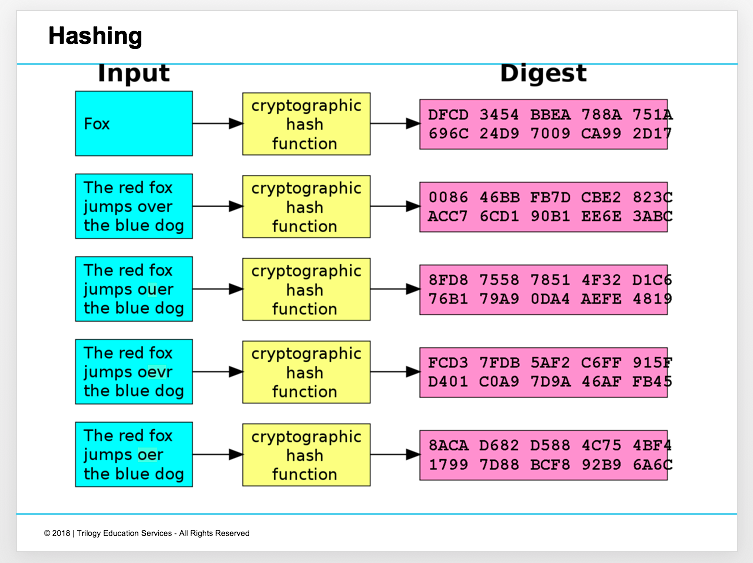 Hashing
Input
Digest
Fox
cryptographic
hash
function
DFCD 3454 BBEA 788A 751A
696C 24D9 7009 CA99 2D17
The red fox
jumps over
the blue dog
cryptographic
hash
function
0086 46BB FB7D CBE2 823C
ACC7 6CD1 90B1 EE6E 3ABC
The red fox
jumps ouer
the blue dog
cryptographic
hash
function
8FD8 7558 7851 4F32 D1C6
76B1 79A9 0DA4 AEFE 4819
The red fox
jumps oevr
the blue dog
cryptographic
hash
function
FCD3 7FDB 5AF2 C6FF 915F
D401 C0A9 7D9A 46AF FB45
The red fox
jumps oer
the blue dog
cryptographic
hash
function
8ACA D682 D588 4C75 4BF4
1799 7D88 BCF8 92B9 6A6C
© 2018 | Trilogy Education Services - All Rights Reserved